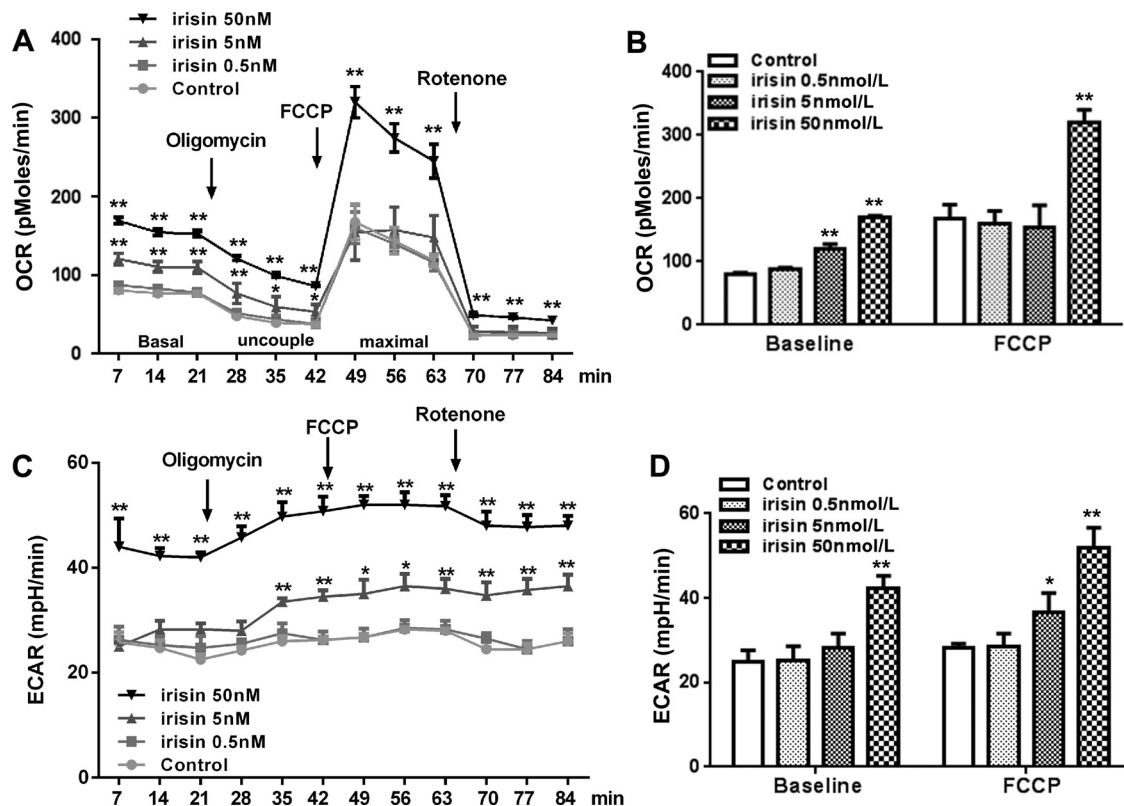 A
irisin 50nM
irisin 5nM
irisin 0.5nM
Control
OCR (pMoles/min)
400
300
200
100
0
Oligomycin
FCCP
Rotenone
** ** ** ** ** ** ** ** ** ** ** **
** ** ** ** * *
Basal uncouple maximal
7 14 21 28 35 42 49 56 63 70 77 84 min
B
Control
irisin 0.5nmol/L
irisin 5nmol/L
irisin 50nmol/L
OCR (pMoles/min)
400
300
200
100
0
** ** **
Baseline FCCP
C
ECAR (mpH/min)
60
40
20
0
Oligomycin
FCCP
Rotenone
** ** ** ** ** ** ** ** ** ** ** **
** ** * * ** ** ** **
irisin 50nM
irisin 5nM
irisin 0.5nM
Control
7 14 21 28 35 42 49 56 63 70 77 84 min
D
Control
irisin 0.5nmol/L
irisin 5nmol/L
irisin 50nmol/L
ECAR (mpH/min)
60
40
20
0
** * **
Baseline FCCP